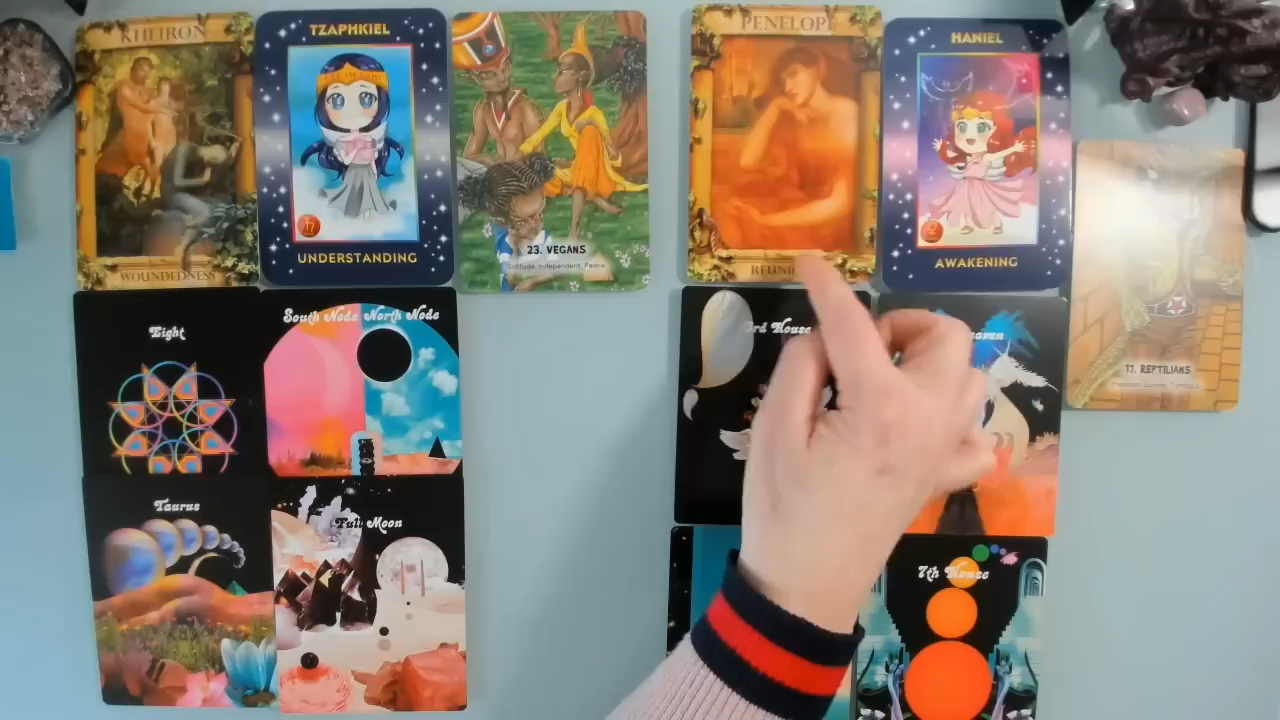 KHEIRON
WOUNDEDNESS
TZAPHKIEL
UNDERSTANDING
23. VEGANS
Solitude, Independent, Peace
PENELOPE
HANIEL
AWAKENING
17. REPTILIANS
Eight
South Node North Node
Taurus
Full Moon
3rd House
7th House